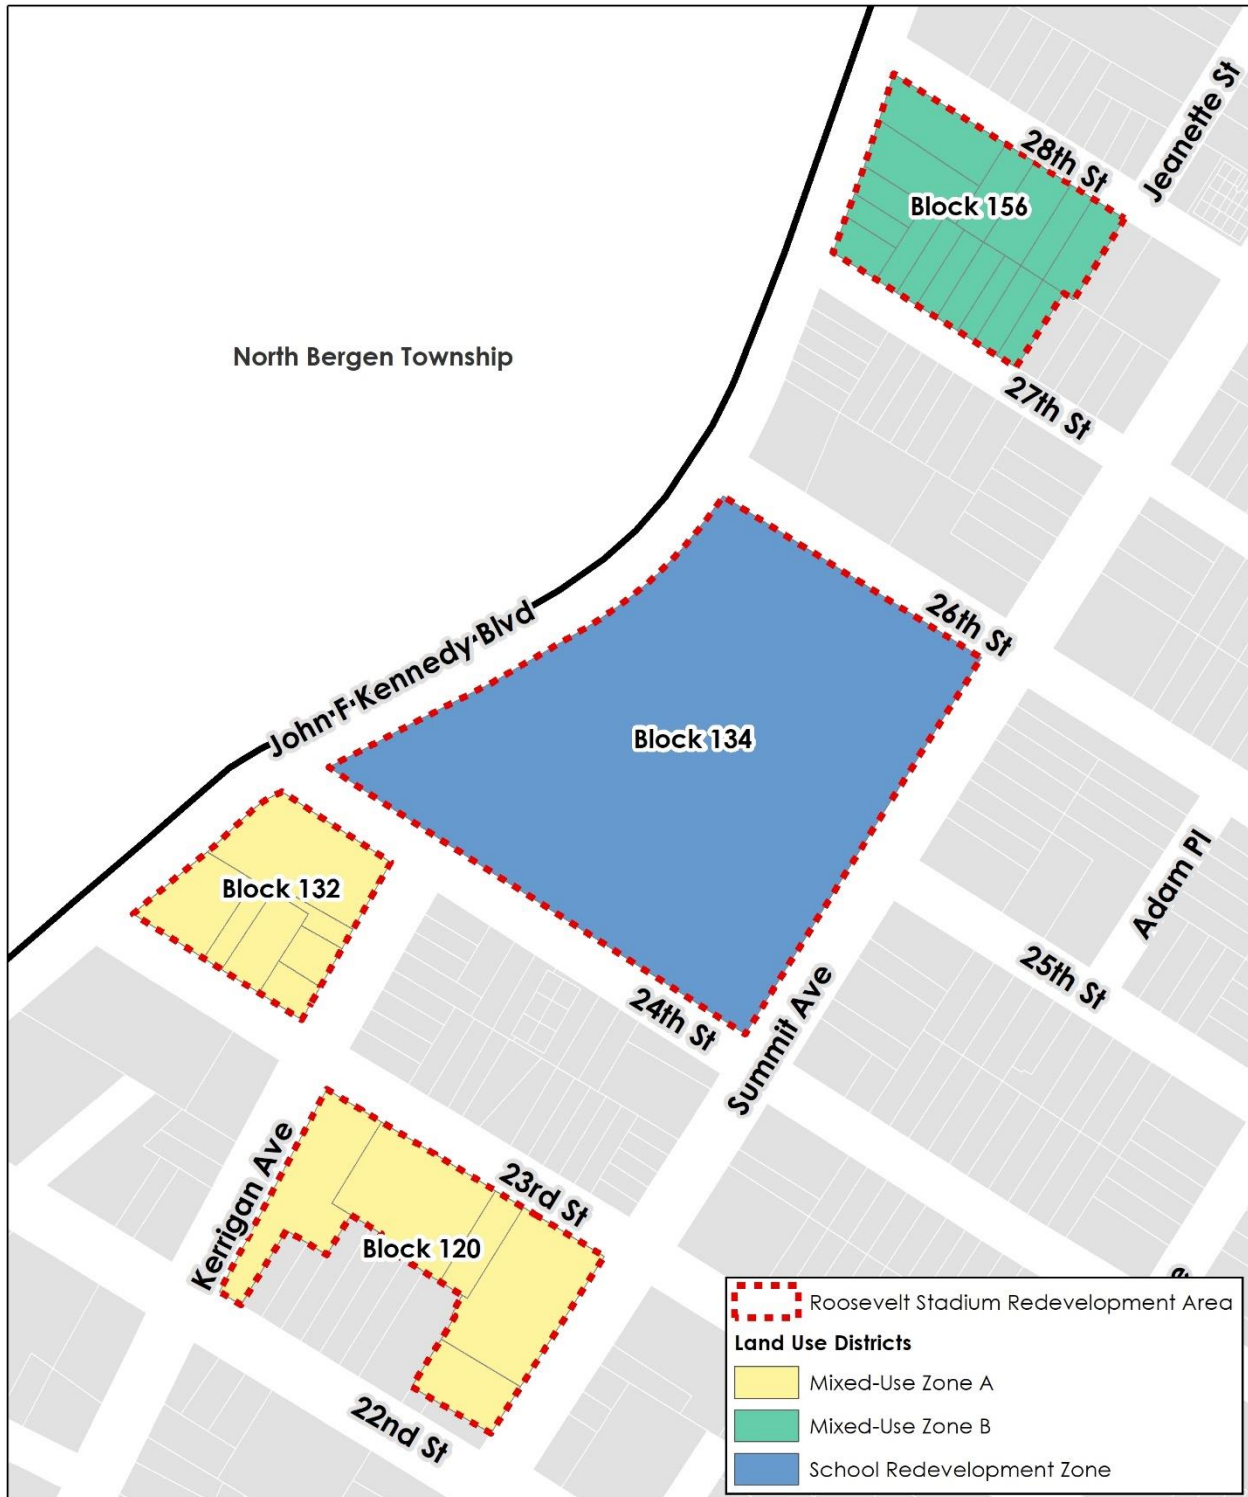 Jeanette St
28th St
Block 156
North Bergen Township
27th St
26th St
John F Kennedy Blvd
Block 134
Adam Pl
Block 132
25th St
24th St
Summit Ave
Kerrigan Ave
23rd St
Block 120
22nd St
Roosevelt Stadium Redevelopment Area
Land Use Districts
Mixed-Use Zone A
Mixed-Use Zone B
School Redevelopment Zone